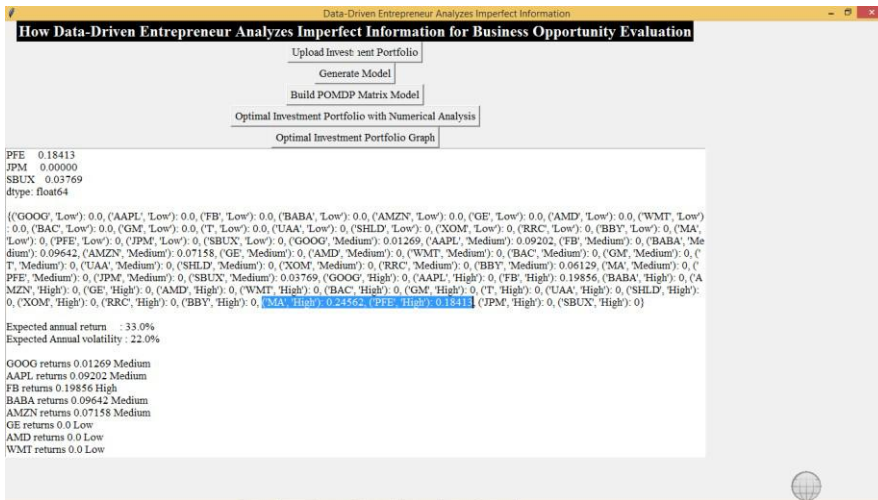 Data-Driven Entrepreneur Analyzes Imperfect Information
How Data-Driven Entrepreneur Analyzes Imperfect Information for Business Opportunity Evaluation
Upload Investment Portfolio
Generate Model
Build POMDP Matrix Model
Optimal Investment Portfolio with Numerical Analysis
Optimal Investment Portfolio Graph
PFE 0.18413
JPM 0.00000
SBUX 0.03769
dtype: float64
{('GOOG', 'Low'): 0.0, ('AAPL', 'Low'): 0.0, ('FB', 'Low'): 0.0, ('BABA', 'Low'): 0.0, ('AMZN', 'Low'): 0.0, ('GE', 'Low'): 0.0, ('AMD', 'Low'): 0.0, ('WMT', 'Low')
: 0.0, ('BAC', 'Low'): 0.0, ('GM', 'Low'): 0.0, ('T', 'Low'): 0.0, ('UAA', 'Low'): 0.0, ('SHLD', 'Low'): 0.0, ('XOM', 'Low'): 0.0, ('RRC', 'Low'): 0.0, ('BBY', 'Low'): 0, ('MA',
'Low'): 0, ('PFE', 'Low'): 0, ('JPM', 'Low'): 0, ('SBUX', 'Low'): 0, ('GOOG', 'Medium'): 0.01269, ('AAPL', 'Medium'): 0.09202, ('FB', 'Medium'): 0, ('BABA', 'Me
dium'): 0.09642, ('AMZN', 'Medium'): 0.07158, ('GE', 'Medium'): 0, ('AMD', 'Medium'): 0, ('WMT', 'Medium'): 0, ('BAC', 'Medium'): 0, ('GM', 'Medium'): 0, ('
T', 'Medium'): 0, ('UAA', 'Medium'): 0, ('SHLD', 'Medium'): 0, ('XOM', 'Medium'): 0, ('RRC', 'Medium'): 0, ('BBY', 'Medium'): 0.06129, ('MA', 'Medium'): 0, ('
PFE', 'Medium'): 0, ('JPM', 'Medium'): 0, ('SBUX', 'Medium'): 0.03769, ('GOOG', 'High'): 0, ('AAPL', 'High'): 0, ('FB', 'High'): 0.19856, ('BABA', 'High'): 0, ('A
MZN', 'High'): 0, ('GE', 'High'): 0, ('AMD', 'High'): 0, ('WMT', 'High'): 0, ('BAC', 'High'): 0, ('GM', 'High'): 0, ('T', 'High'): 0, ('UAA', 'High'): 0, ('SHLD', 'High'):
0, ('XOM', 'High'): 0, ('RRC', 'High'): 0, ('BBY', 'High'): 0, ('MA', 'High'): 0.24562, ('PFE', 'High'): 0.18413, ('JPM', 'High'): 0, ('SBUX', 'High'): 0}
Expected annual return : 33.0%
Expected Annual volatility : 22.0%
GOOG returns 0.01269 Medium
AAPL returns 0.09202 Medium
FB returns 0.19856 High
BABA returns 0.09642 Medium
AMZN returns 0.07158 Medium
GE returns 0.0 Low
AMD returns 0.0 Low
WMT returns 0.0 Low